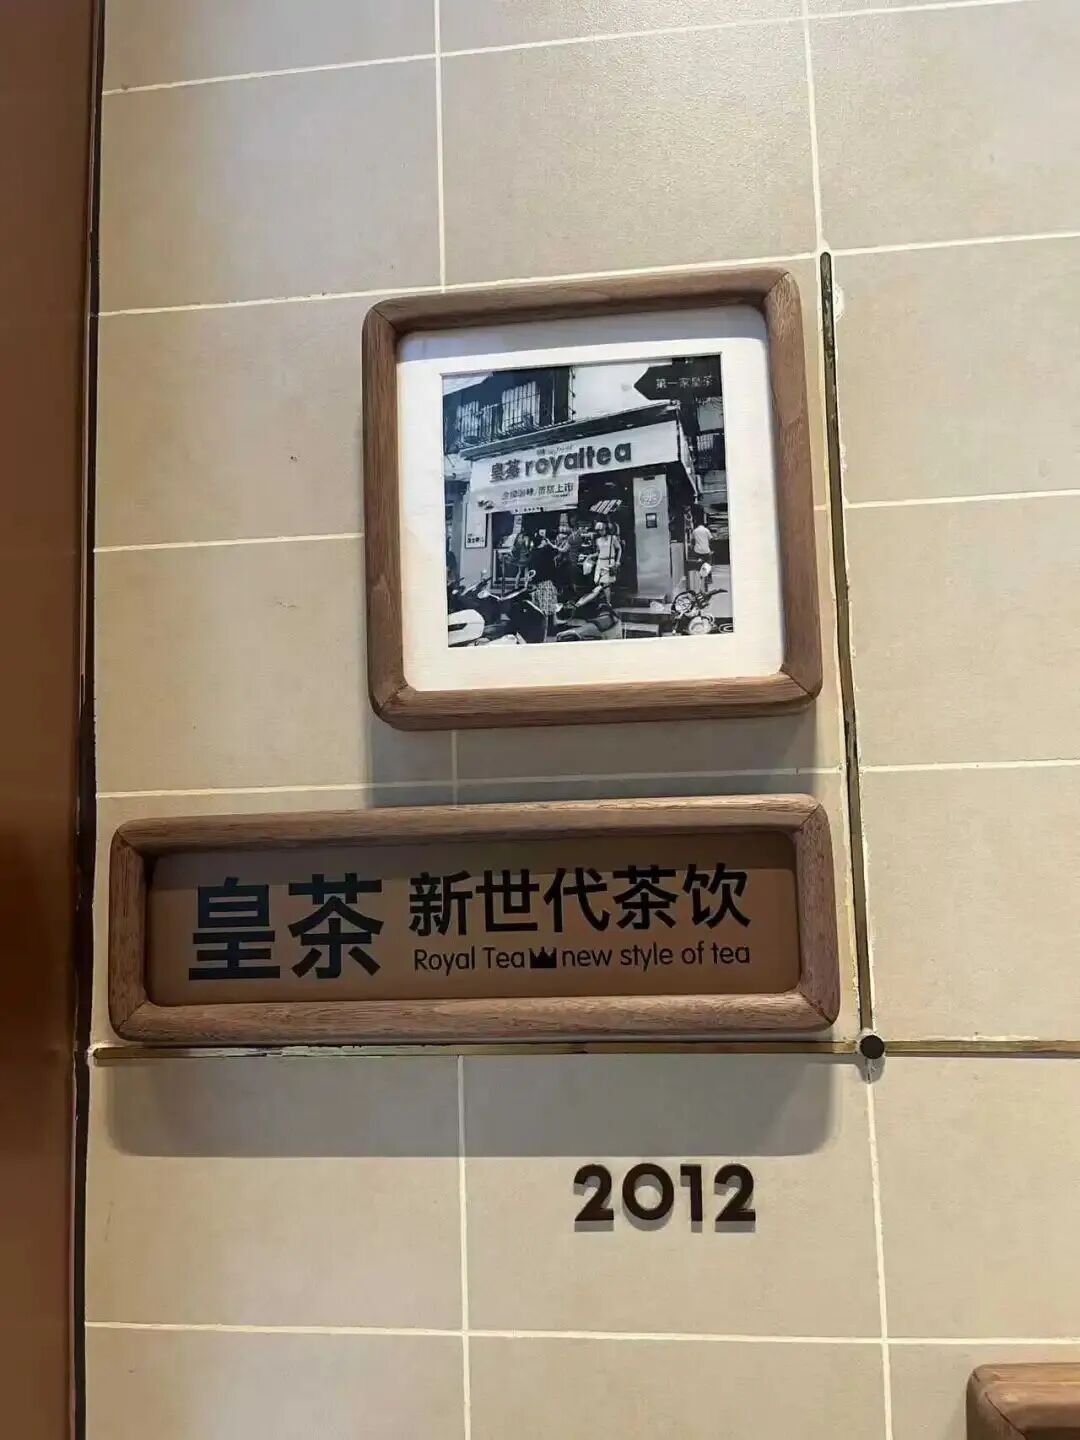 第一家皇茶
皇茶 royaltea
皇茶 新世代茶饮
Royal Tea new style of tea
2012